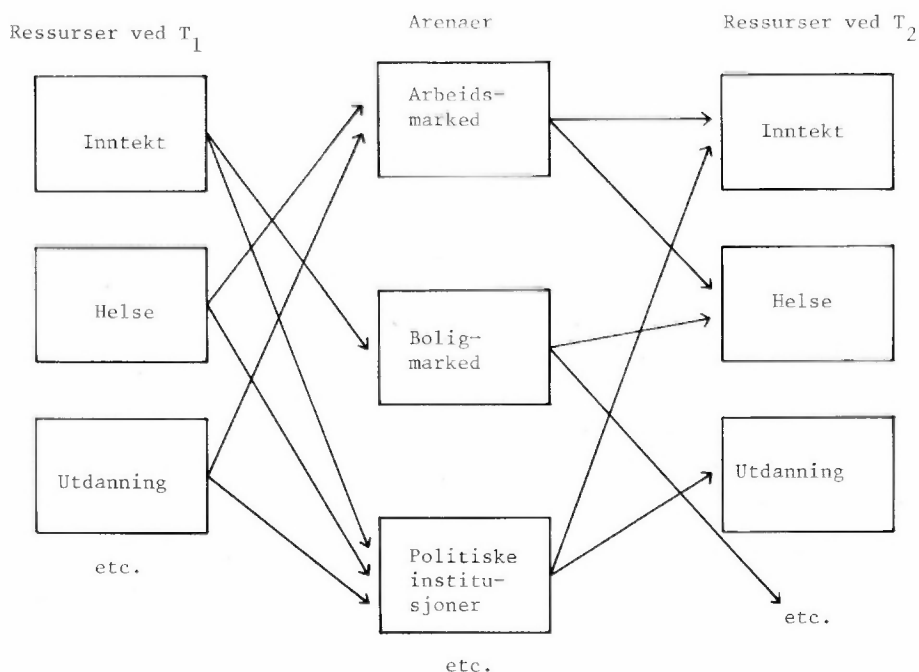 Ressurser ved T1
Arenaer
Ressurser ved T2
Inntekt
Helse
Utdanning
etc.
Arbeids-
marked
Bolig-
marked
Politiske
institu-
sjoner
etc.
Inntekt
Helse
Utdanning
etc.